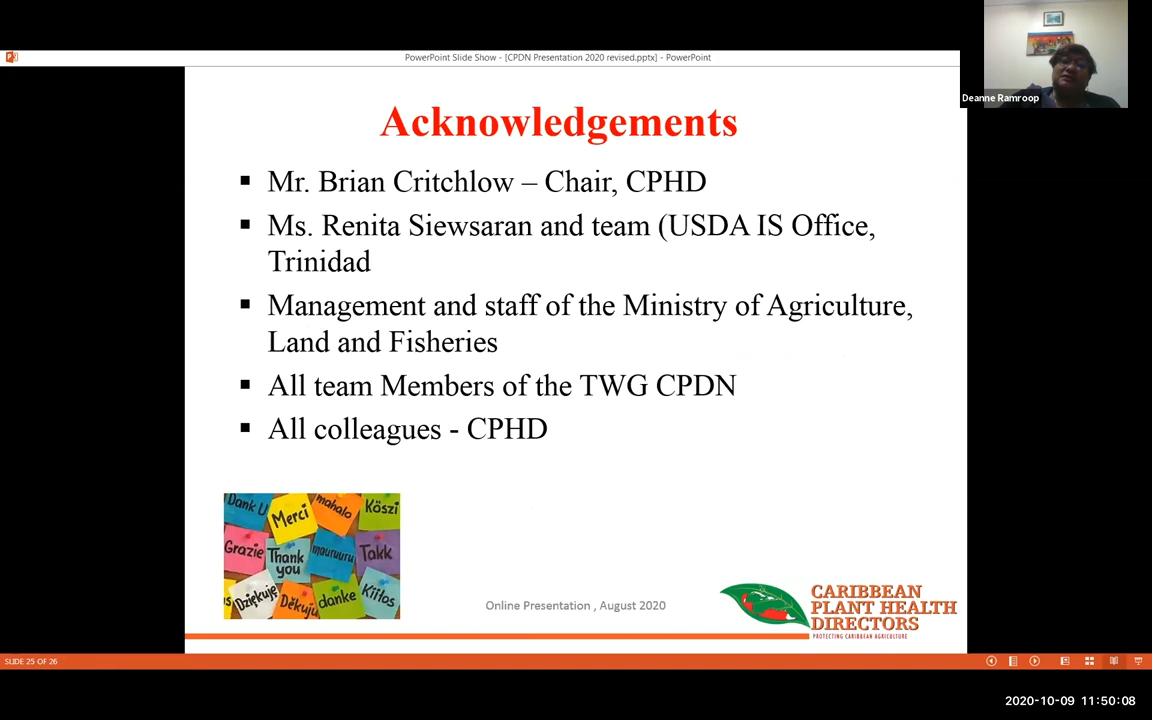 PowerPoint Slide Show - [CPDN Presentation 2020 revised.pptx] - PowerPoint
Deanne Ramroop
Acknowledgements
▪ Mr. Brian Critchlow – Chair, CPHD
▪ Ms. Renita Siewsaran and team (USDA IS Office,
Trinidad
▪ Management and staff of the Ministry of Agriculture,
Land and Fisheries
▪ All team Members of the TWG CPDN
▪ All colleagues - CPHD
Dank U
Merci
mahalo
Köszi
Grazie
Thank
you
mauruuru
Takk
Dziękuję
Děkuju
danke
Kiitos
Online Presentation , August 2020
CARIBBEAN
PLANT HEALTH
DIRECTORS
PROTECTING CARIBBEAN AGRICULTURE
SLIDE 25 OF 26
2020-10-09 11:50:08